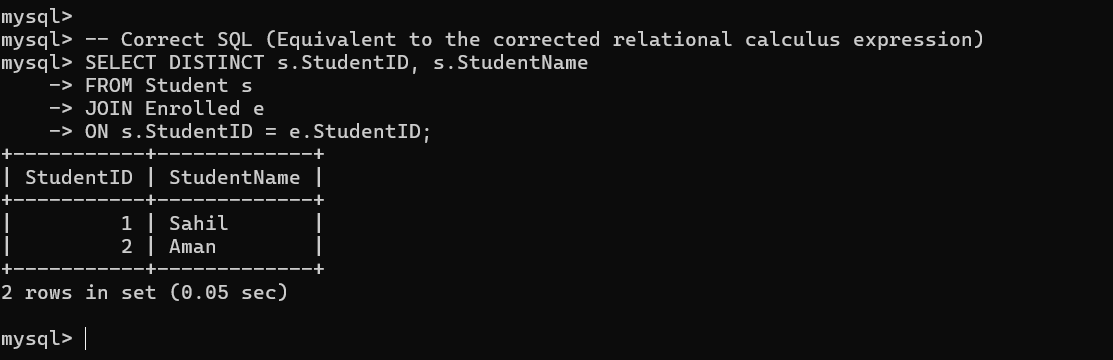 mysql>
mysql> -- Correct SQL (Equivalent to the corrected relational calculus expression)
mysql> SELECT DISTINCT s.StudentID, s.StudentName
    -> FROM Student s
    -> JOIN Enrolled e
    -> ON s.StudentID = e.StudentID;
+-----------+-------------+
| StudentID | StudentName |
+-----------+-------------+
|         1 | Sahil       |
|         2 | Aman        |
+-----------+-------------+
2 rows in set (0.05 sec)

mysql>